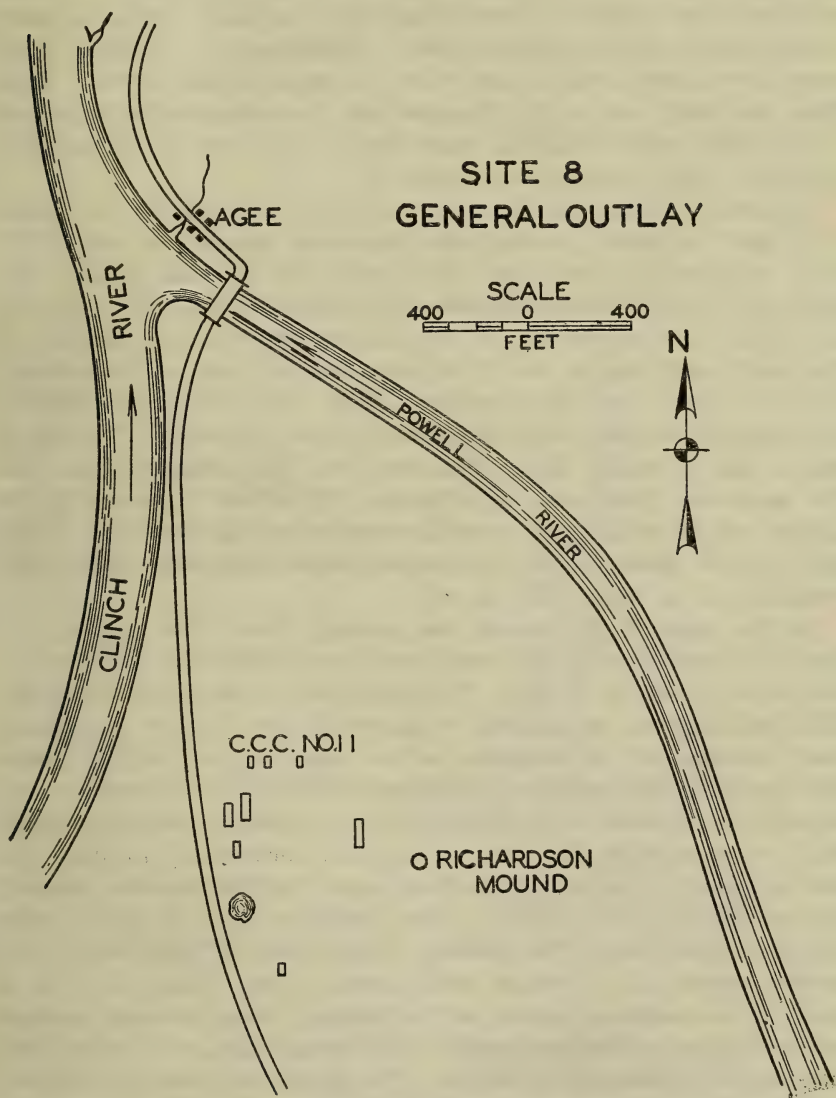 SITE 8
GENERAL OUTLAY
AGEE
SCALE
400 0 400
FEET
N
RIVER
CLINCH
POWELL
RIVER
C.C.C. NO.11
RICHARDSON
MOUND